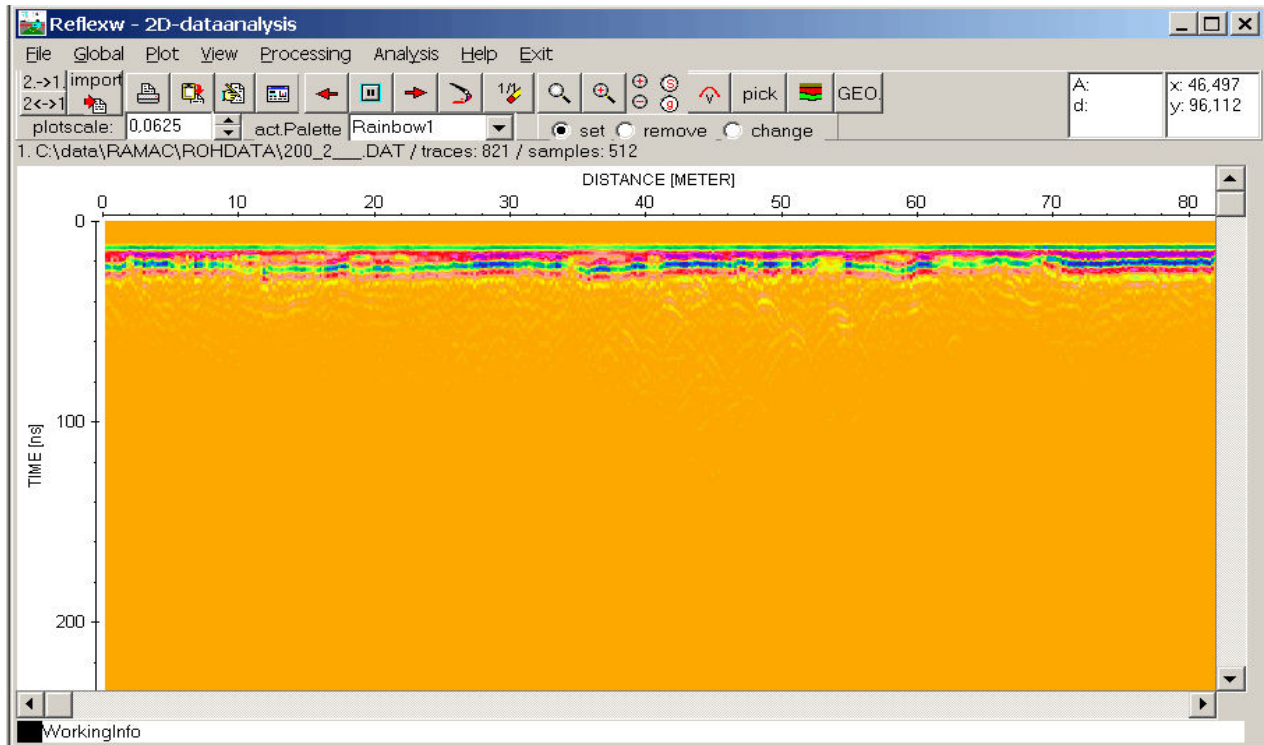 Reflexw - 2D-dataanalysis
File Global Plot View Processing Analysis Help Exit
2.->1. import
2<->1
1/1
+ s
- g
v
pick
GEO.
A:
d:
x: 46,497
y: 96,112
plotscale: 0,0625 act.Palette Rainbow1 set remove change
1. C:\data\RAMAC\ROHDATA\200_2___.DAT / traces: 821 / samples: 512
DISTANCE [METER]
0 10 20 30 40 50 60 70 80
0
100
200
TIME [ns]
WorkingInfo